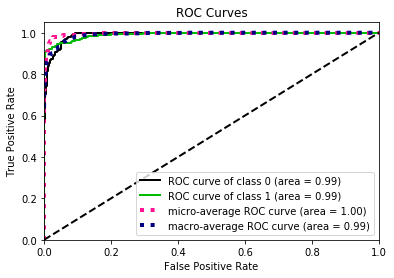 ROC Curves
True Positive Rate
1.0
0.8
0.6
0.4
0.2
0.0
ROC curve of class 0 (area = 0.99)
ROC curve of class 1 (area = 0.99)
micro-average ROC curve (area = 1.00)
macro-average ROC curve (area = 0.99)
0.0 0.2 0.4 0.6 0.8 1.0
False Positive Rate